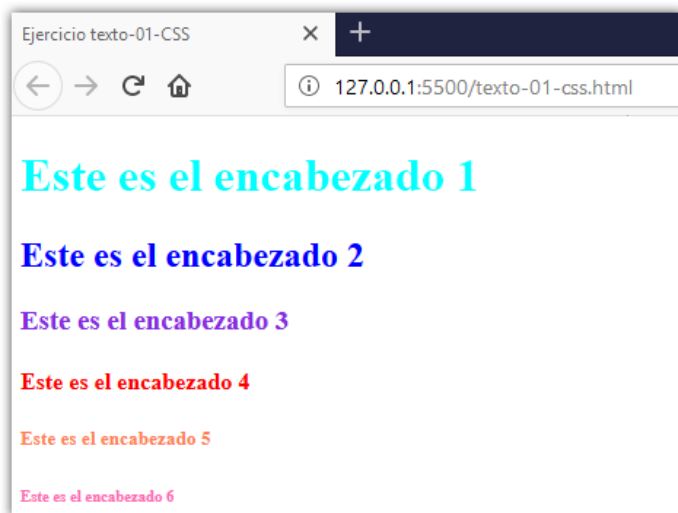 Ejercicio texto-01-CSS
127.0.0.1:5500/texto-01-css.html
Este es el encabezado 1
Este es el encabezado 2
Este es el encabezado 3
Este es el encabezado 4
Este es el encabezado 5
Este es el encabezado 6